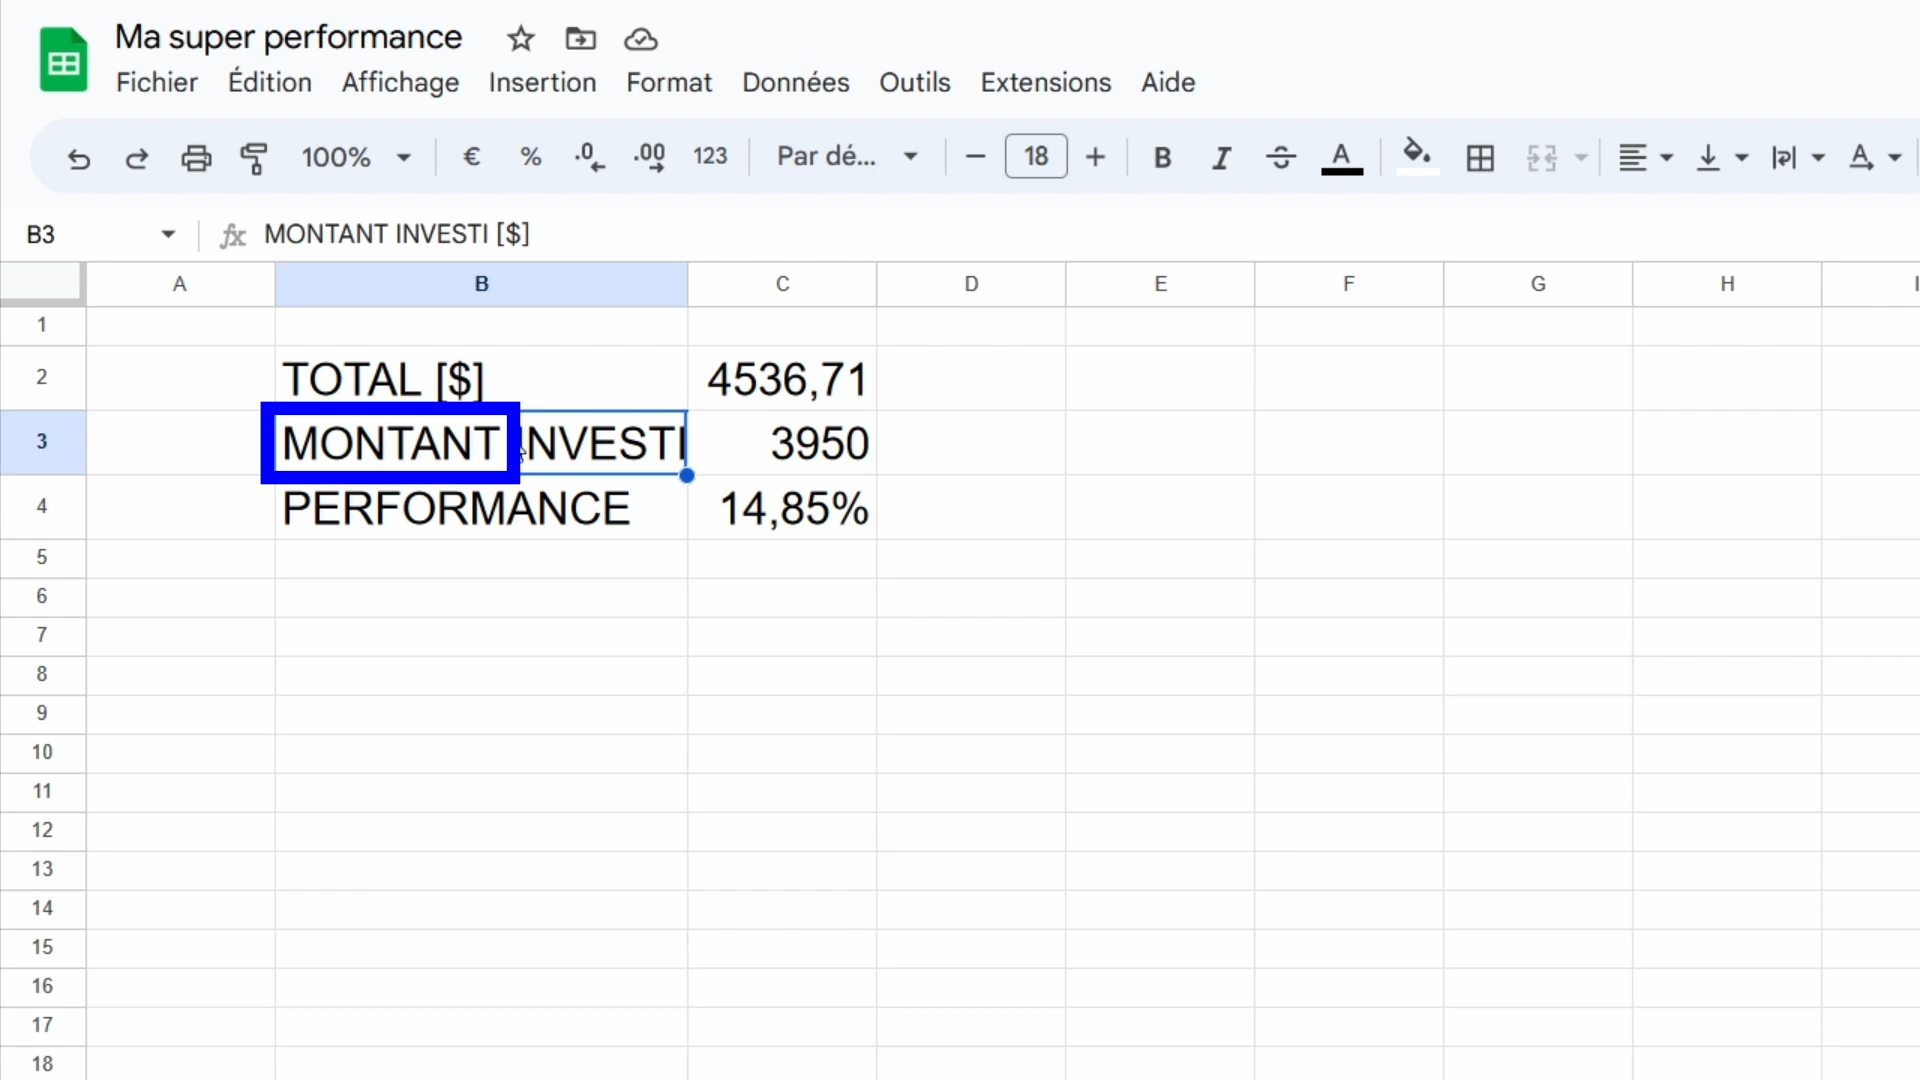 Ma super performance
Fichier Édition Affichage Insertion Format Données Outils Extensions Aide
100% € % .0 .00 123 Par dé... 18 B I S A A
B3 fx MONTANT INVESTI [$]
A B C D E F G H I
1
2 TOTAL [$] 4536,71
3 MONTANT INVESTI 3950
4 PERFORMANCE 14,85%
5
6
7
8
9
10
11
12
13
14
15
16
17
18